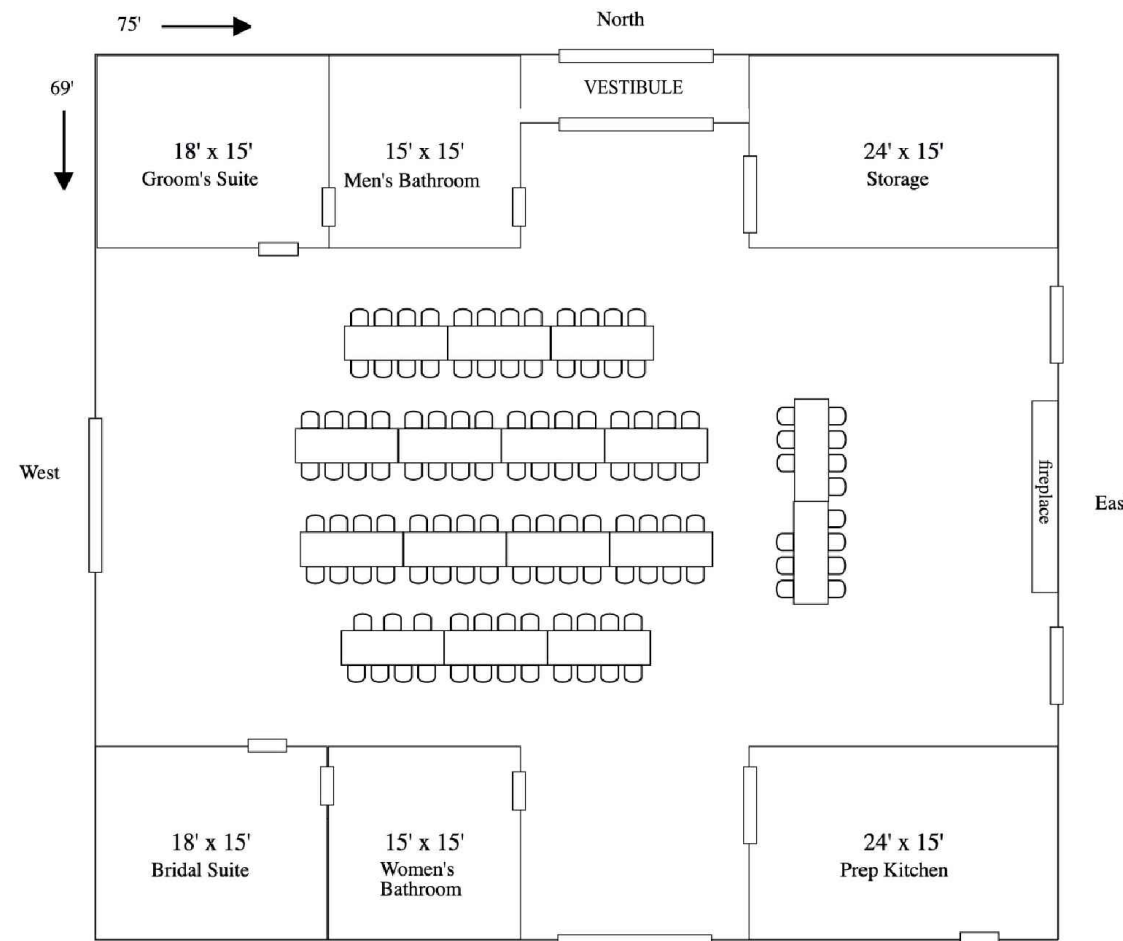 75'
North
69'
VESTIBULE
18' x 15'
Groom's Suite
15' x 15'
Men's Bathroom
24' x 15'
Storage
West
fireplace
Eas
18' x 15'
Bridal Suite
15' x 15'
Women's
Bathroom
24' x 15'
Prep Kitchen